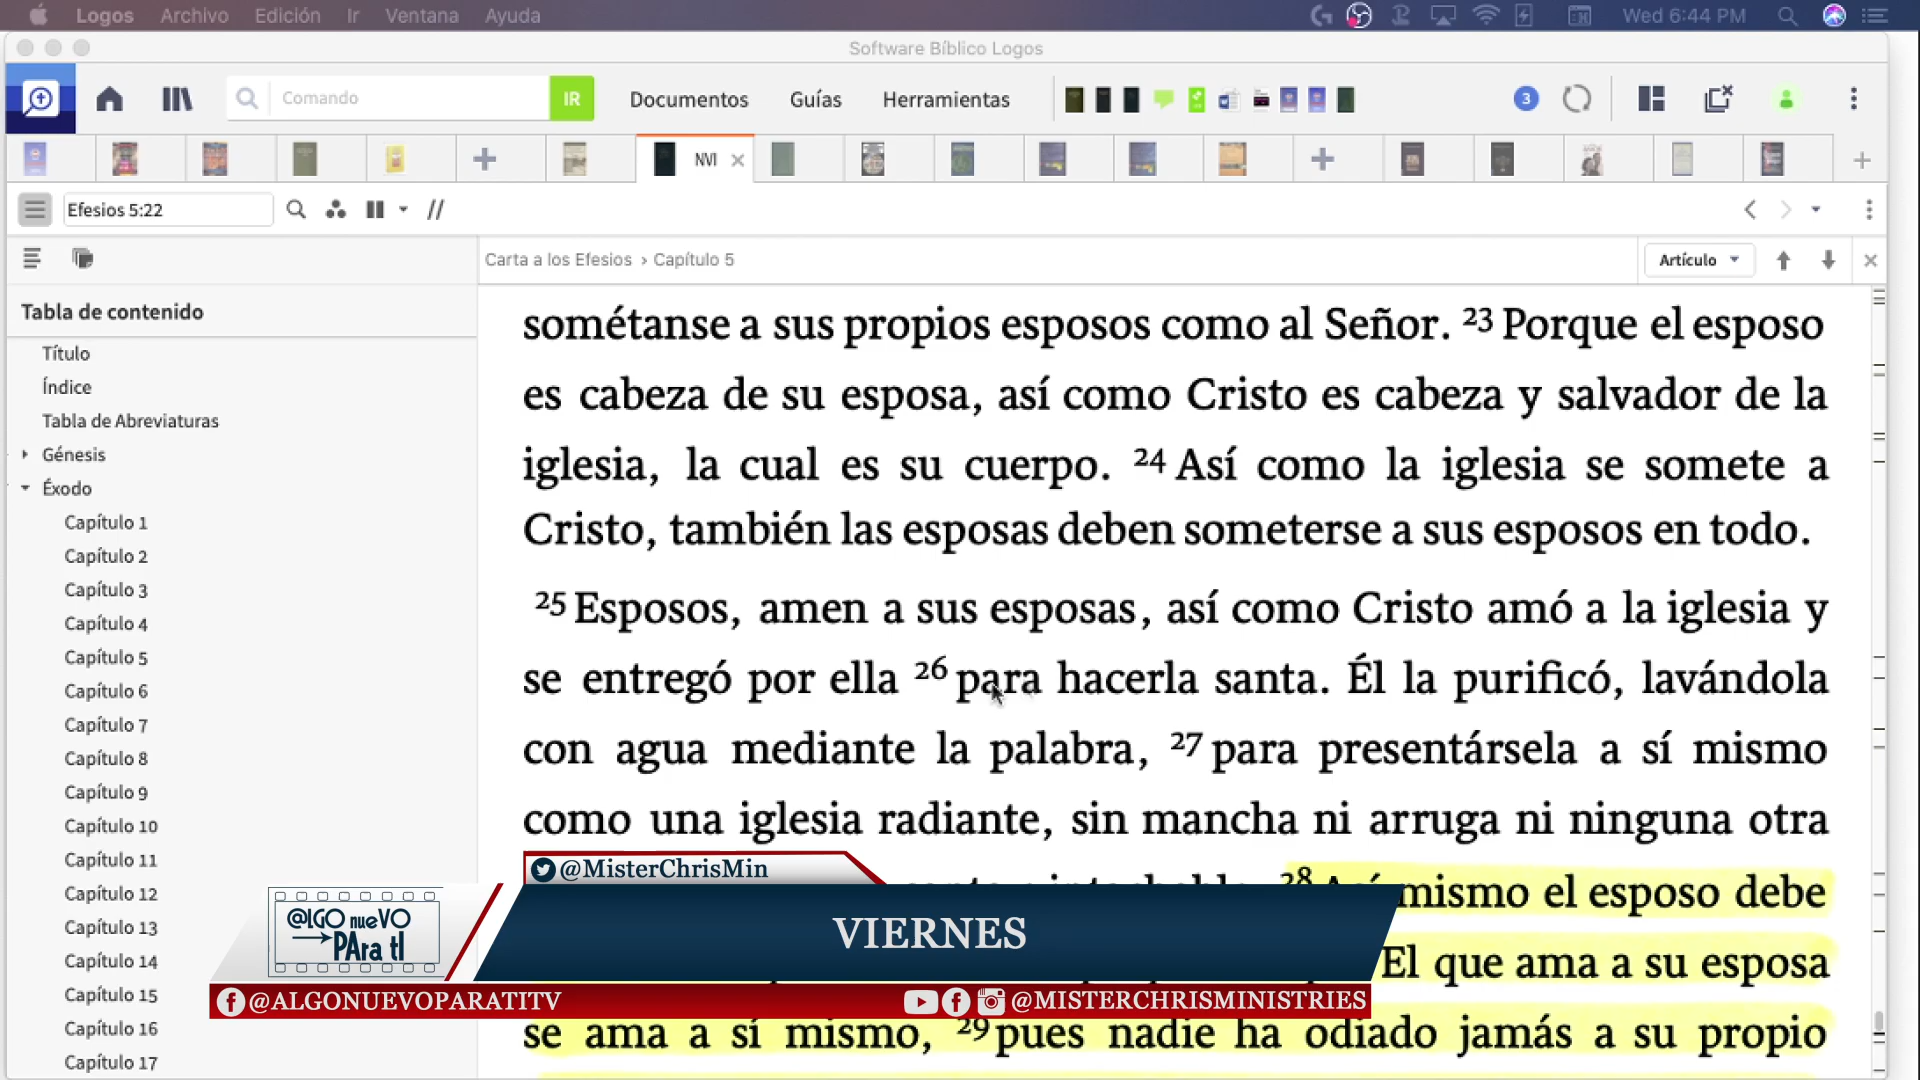 Logos Archivo Edición Ir Ventana Ayuda Wed 6:44 PM
Software Bíblico Logos
Comando IR Documentos Guías Herramientas 3
NVI
Efesios 5:22
Carta a los Efesios › Capítulo 5 Artículo
Tabla de contenido
Título
Índice
Tabla de Abreviaturas
Génesis
Éxodo
Capítulo 1
Capítulo 2
Capítulo 3
Capítulo 4
Capítulo 5
Capítulo 6
Capítulo 7
Capítulo 8
Capítulo 9
Capítulo 10
Capítulo 11
Capítulo 12
Capítulo 13
Capítulo 14
Capítulo 15
Capítulo 16
Capítulo 17
sométanse a sus propios esposos como al Señor. 23 Porque el esposo
es cabeza de su esposa, así como Cristo es cabeza y salvador de la
iglesia, la cual es su cuerpo. 24 Así como la iglesia se somete a
Cristo, también las esposas deben someterse a sus esposos en todo.
25 Esposos, amen a sus esposas, así como Cristo amó a la iglesia y
se entregó por ella 26 para hacerla santa. Él la purificó, lavándola
con agua mediante la palabra, 27 para presentársela a sí mismo
como una iglesia radiante, sin mancha ni arruga ni ninguna otra
28 Así mismo el esposo debe
El que ama a su esposa
se ama a sí mismo, 29 pues nadie ha odiado jamás a su propio
@MisterChrisMin
@lGO nueVO
PAra tI
VIERNES
@ALGONUEVOPARATITV @MISTERCHRISMINISTRIES